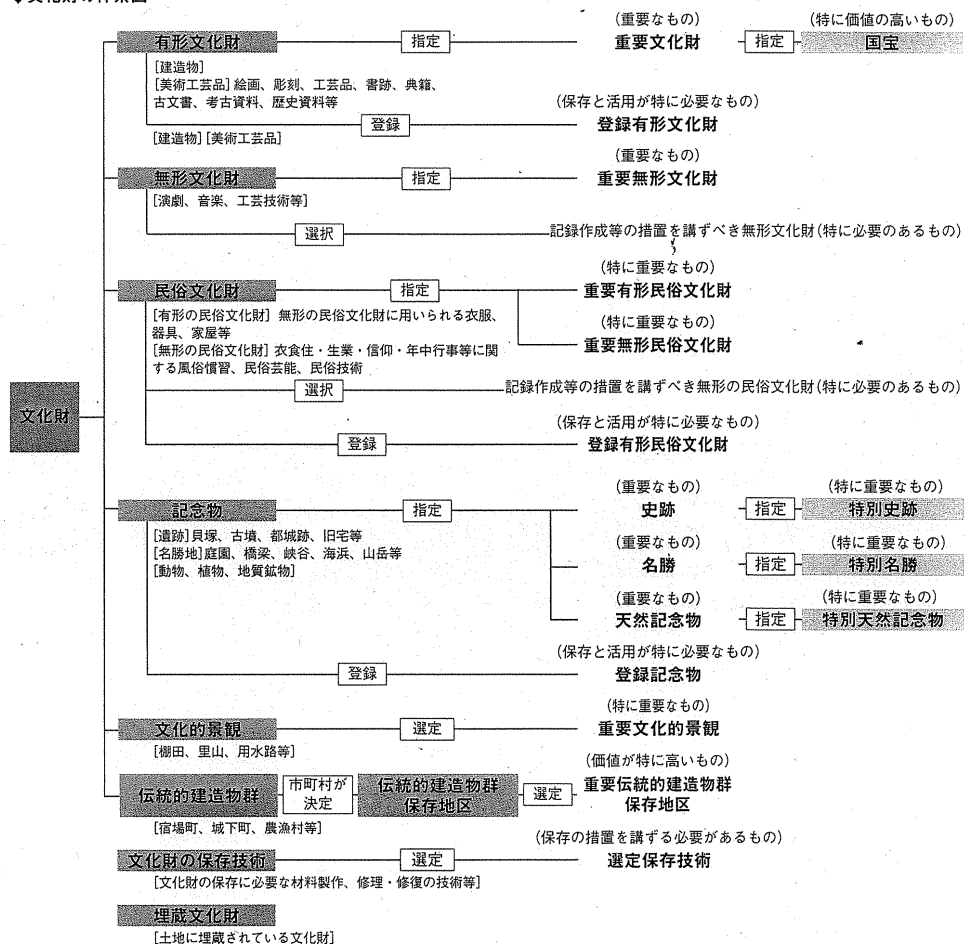 有形文化財 指定 (重要なもの) 重要文化財 指定 (特に価値の高いもの) 国宝
[建造物]
[美術工芸品] 絵画、彫刻、工芸品、書跡、典籍、
古文書、考古資料、歴史資料等
登録 (保存と活用が特に必要なもの) 登録有形文化財
[建造物] [美術工芸品]
無形文化財 指定 (重要なもの) 重要無形文化財
[演劇、音楽、工芸技術等]
選択 記録作成等の措置を講ずべき無形文化財(特に必要のあるもの)
民俗文化財 指定 (特に重要なもの) 重要有形民俗文化財
(特に重要なもの) 重要無形民俗文化財
[有形の民俗文化財] 無形の民俗文化財に用いられる衣服、
器具、家屋等
[無形の民俗文化財] 衣食住・生業・信仰・年中行事等に関
する風俗慣習、民俗芸能、民俗技術
選択 記録作成等の措置を講ずべき無形の民俗文化財(特に必要のあるもの)
文化財
登録 (保存と活用が特に必要なもの) 登録有形民俗文化財
記念物 指定 (重要なもの) 史跡 指定 (特に重要なもの) 特別史跡
[遺跡]貝塚、古墳、都城跡、旧宅等
[名勝地]庭園、橋梁、峡谷、海浜、山岳等
[動物、植物、地質鉱物]
(重要なもの) 名勝 指定 (特に重要なもの) 特別名勝
(重要なもの) 天然記念物 指定 (特に重要なもの) 特別天然記念物
登録 (保存と活用が特に必要なもの) 登録記念物
文化的景観 選定 (特に重要なもの) 重要文化的景観
[棚田、里山、用水路等]
伝統的建造物群 市町村が
決定 伝統的建造物群
保存地区 選定 (価値が特に高いもの) 重要伝統的建造物群
保存地区
[宿場町、城下町、農漁村等]
文化財の保存技術 選定 (保存の措置を講ずる必要があるもの) 選定保存技術
[文化財の保存に必要な材料製作、修理・修復の技術等]
埋蔵文化財
[土地に埋蔵されている文化財]